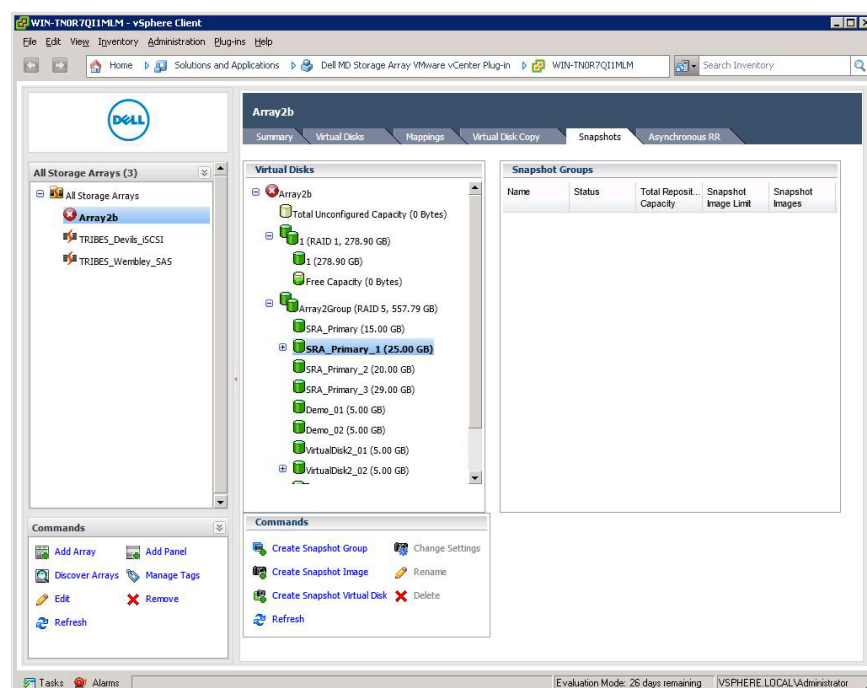 WIN-TN0R7QI1MLM - vSphere Client
File Edit View Inventory Administration Plug-ins Help
Home Solutions and Applications Dell MD Storage Array VMware vCenter Plug-in WIN-TN0R7QI1MLM Search Inventory
DELL
All Storage Arrays (3)
All Storage Arrays
Array2b
TRIBES_Devils_iSCSI
TRIBES_Wembley_SAS
Commands
Add Array Add Panel
Discover Arrays Manage Tags
Edit Remove
Refresh
Array2b
Summary Virtual Disks Mappings Virtual Disk Copy Snapshots Asynchronous RR
Virtual Disks
Array2b
Total Unconfigured Capacity (0 Bytes)
1 (RAID 1, 278.90 GB)
1 (278.90 GB)
Free Capacity (0 Bytes)
Array2Group (RAID 5, 557.79 GB)
SRA_Primary (15.00 GB)
SRA_Primary_1 (25.00 GB)
SRA_Primary_2 (20.00 GB)
SRA_Primary_3 (29.00 GB)
Demo_01 (5.00 GB)
Demo_02 (5.00 GB)
VirtualDisk2_01 (5.00 GB)
VirtualDisk2_02 (5.00 GB)
Commands
Create Snapshot Group Change Settings
Create Snapshot Image Rename
Create Snapshot Virtual Disk Delete
Refresh
Snapshot Groups
Name Status Total Reposit... Snapshot Snapshot
Capacity Image Limit Images
Tasks Alarms Evaluation Mode: 26 days remaining VSPHERE.LOCAL\Administrator